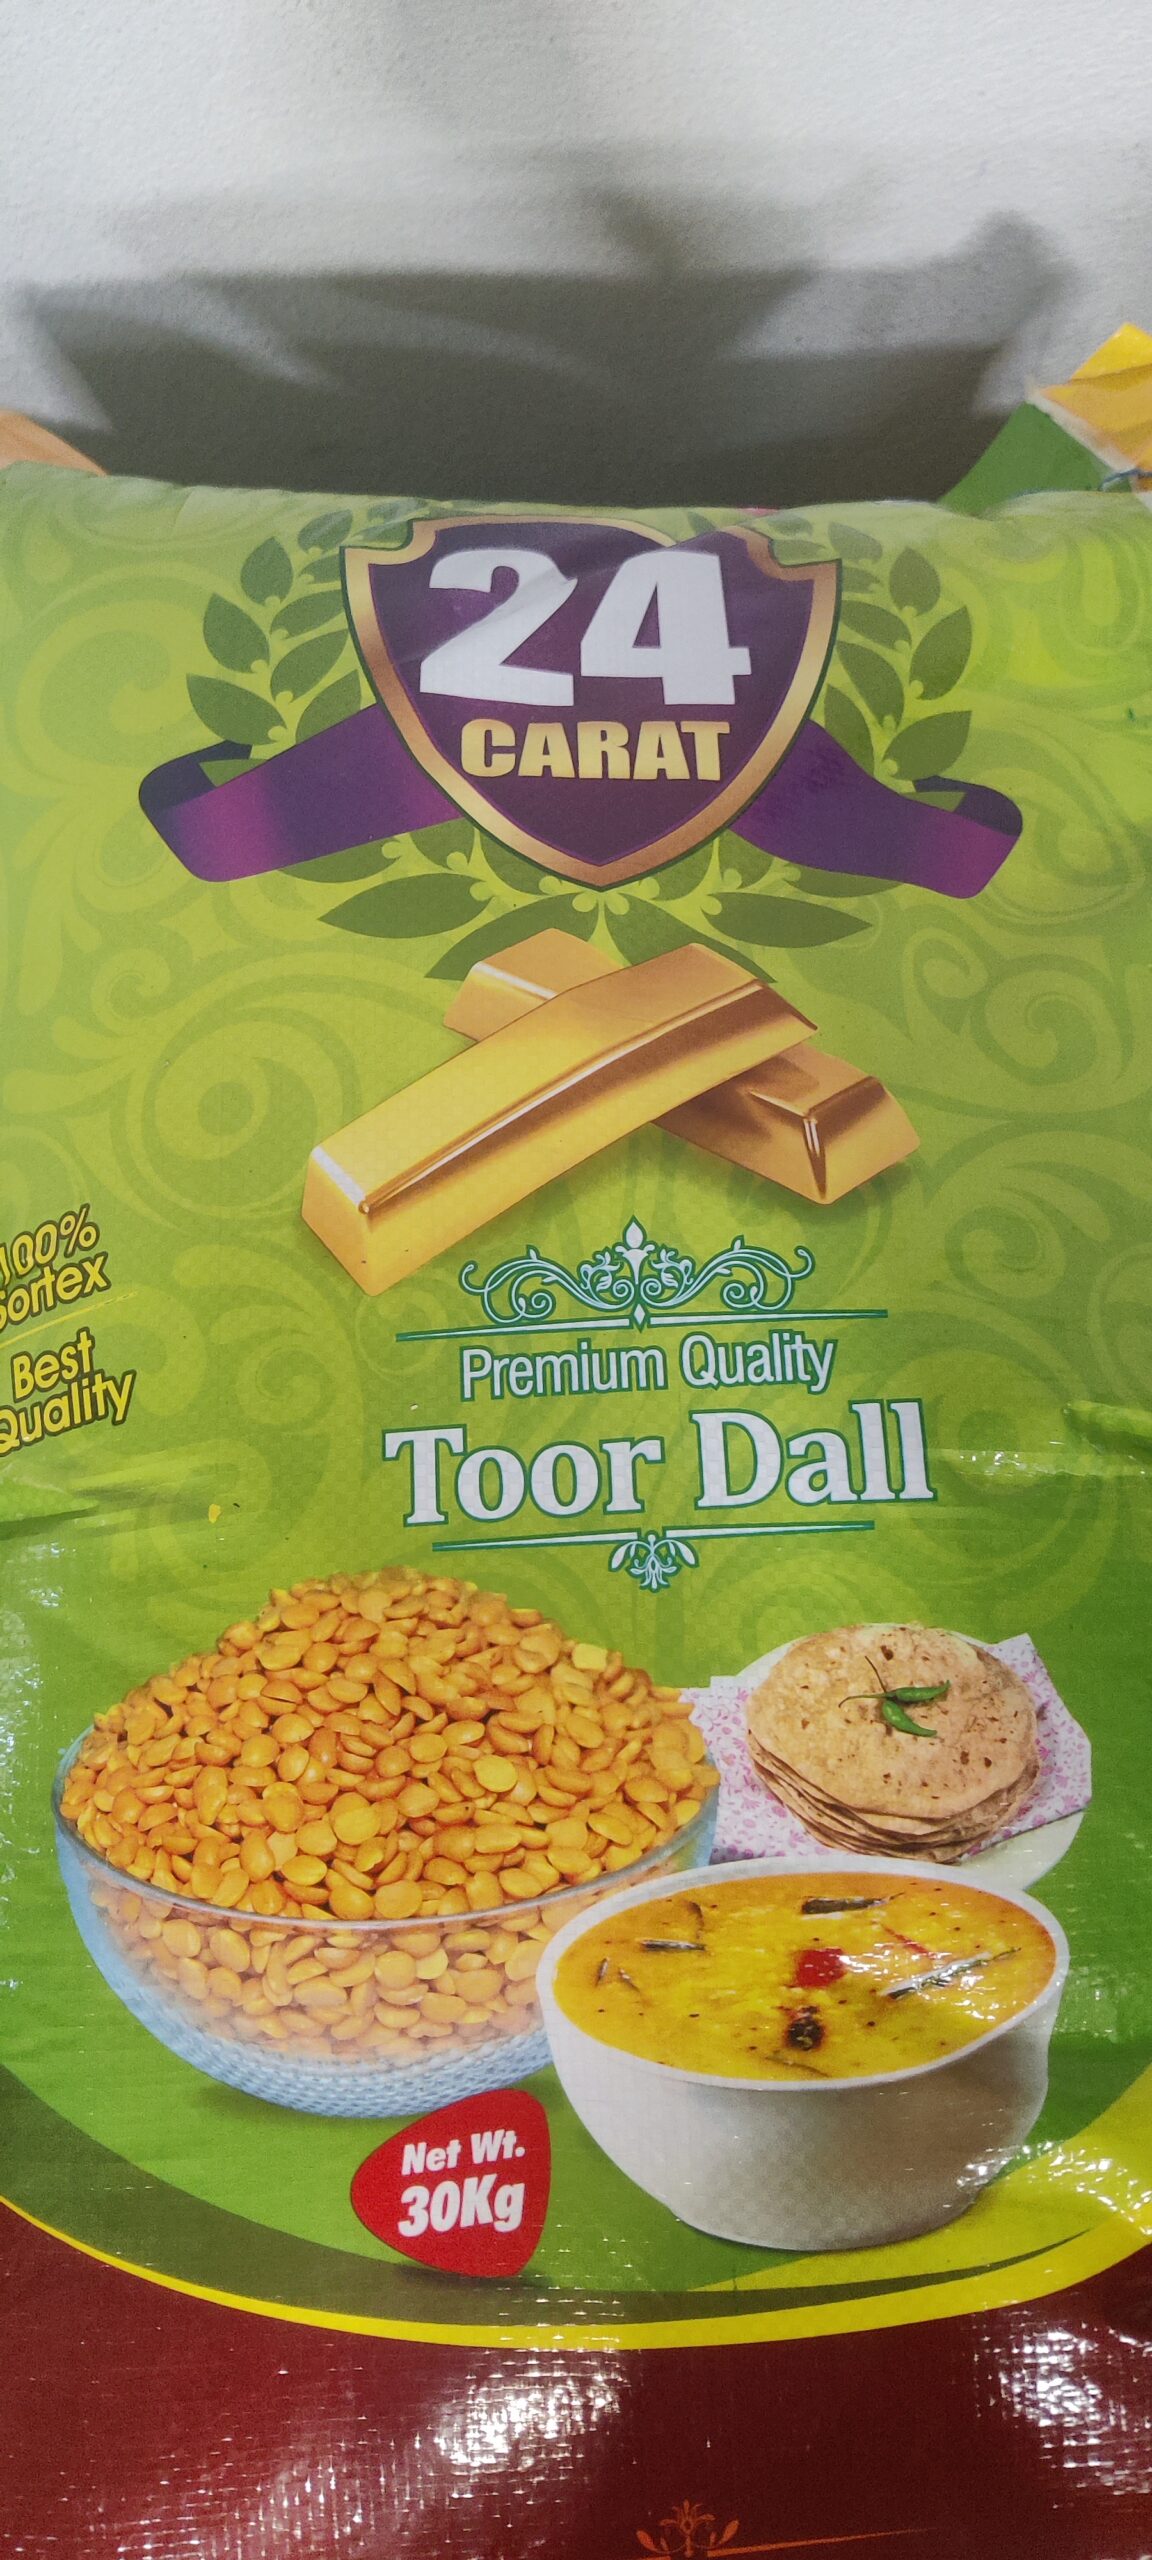 24
CARAT
100%
Sortex
Best
Quality
Premium Quality
Toor Dall
Net Wt.
30Kg